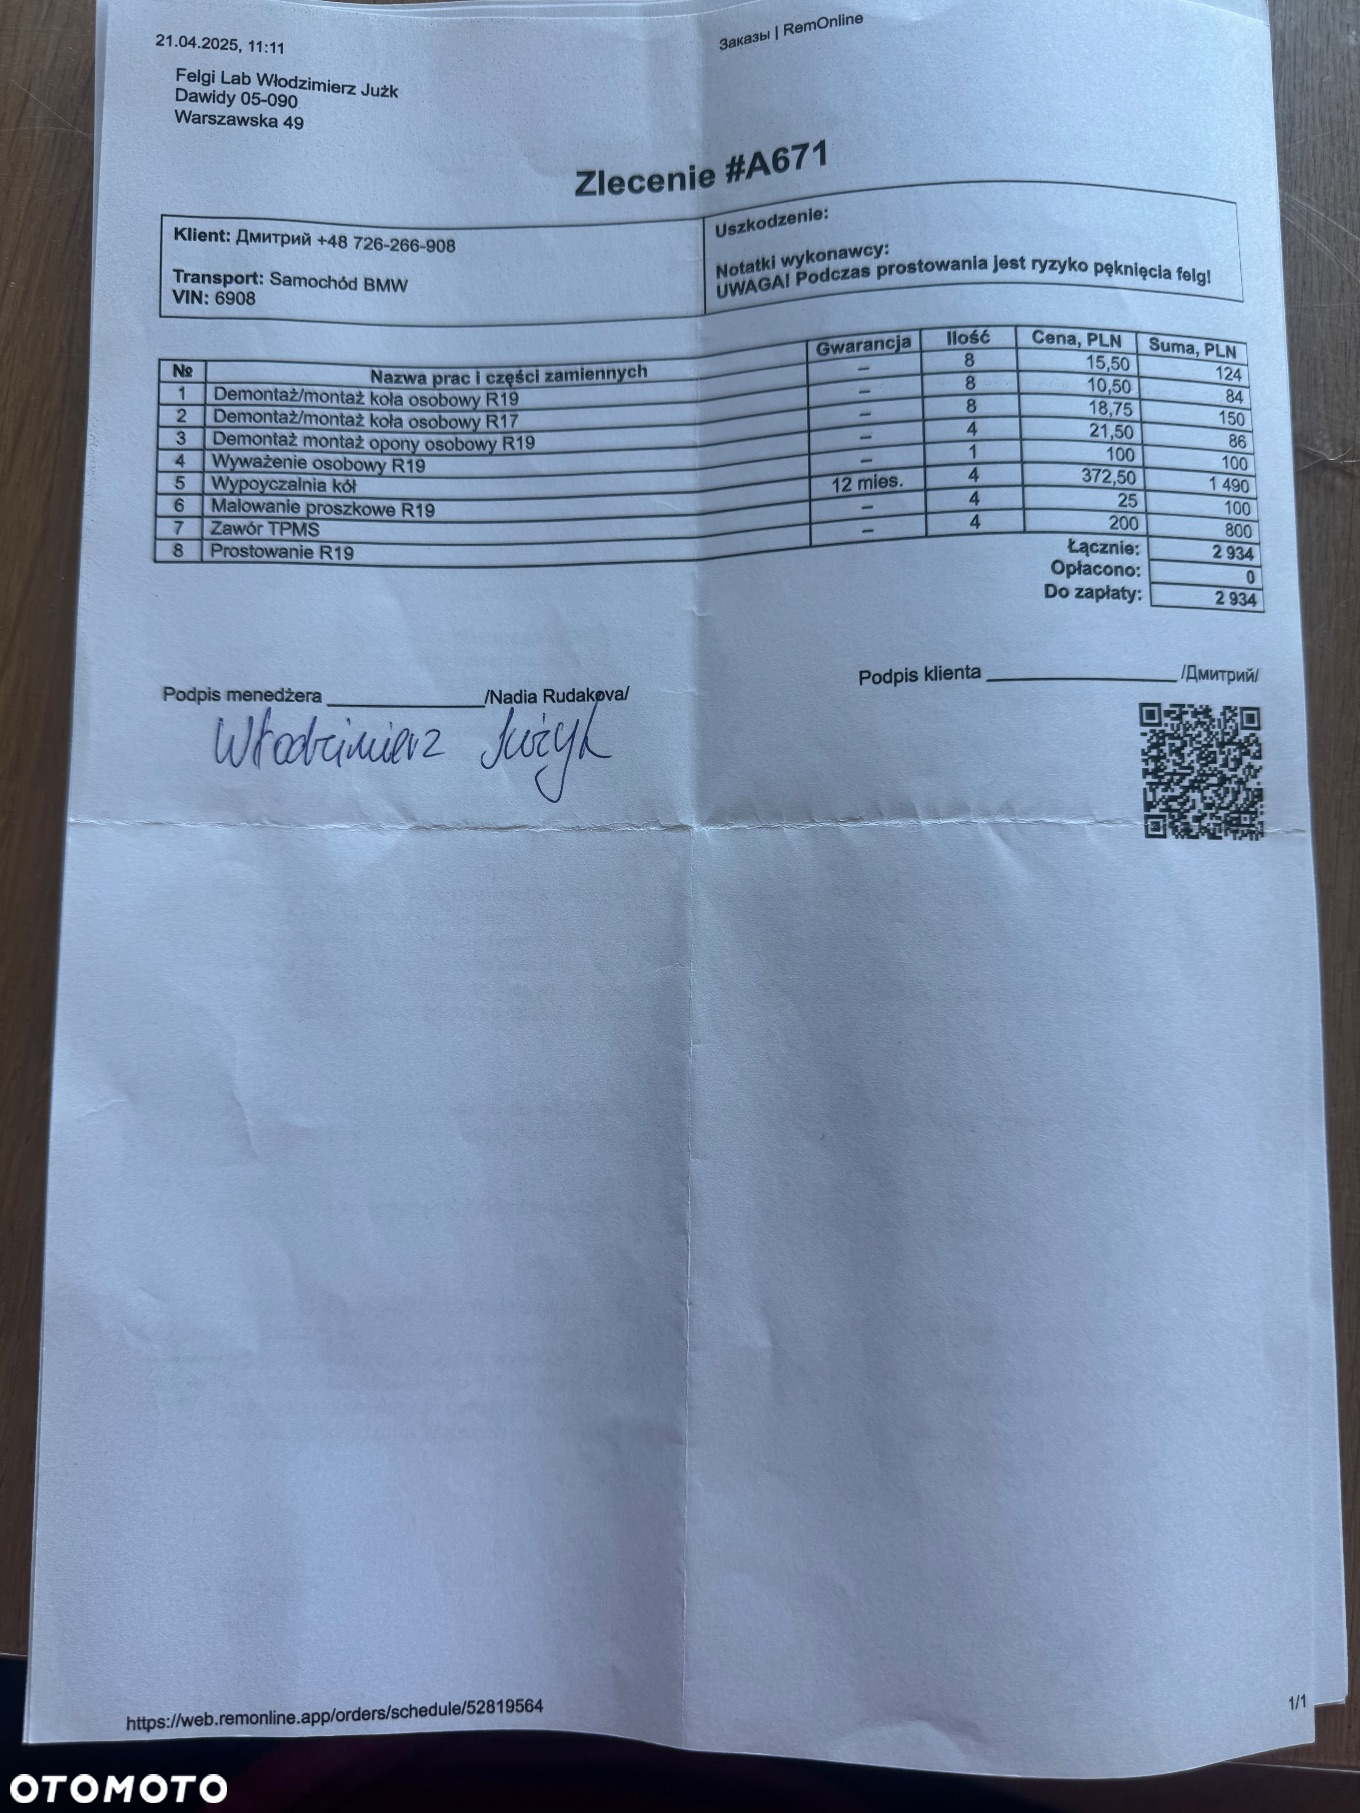 21.04.2025, 11:11
Заказы | RemOnline
Felgi Lab Włodzimierz Jużk
Dawidy 05-090
Warszawska 49
Zlecenie #A671
Klient: Дмитрий +48 726-266-908
Transport: Samochód BMW
VIN: 6908
Uszkodzenie:
Notatki wykonawcy:
UWAGA! Podczas prostowania jest ryzyko pęknięcia felg!
№ Nazwa prac i części zamiennych Gwarancja Ilość Cena, PLN Suma, PLN
1 Demontaż/montaż koła osobowy R19 – 8 15,50 124
2 Demontaż/montaż koła osobowy R17 – 8 10,50 84
3 Demontaż montaż opony osobowy R19 – 8 18,75 150
4 Wyważenie osobowy R19 – 4 21,50 86
5 Wypoyczalnia kół – 1 100 100
6 Malowanie proszkowe R19 12 mies. 4 372,50 1 490
7 Zawór TPMS – 4 25 100
8 Prostowanie R19 – 4 200 800
Łącznie: 2 934
Opłacono: 0
Do zapłaty: 2 934
Podpis menedżera /Nadia Rudakova/
Podpis klienta /Дмитрий/
Włodzimierz Jużyk
https://web.remonline.app/orders/schedule/52819564
1/1
OTOMOTO